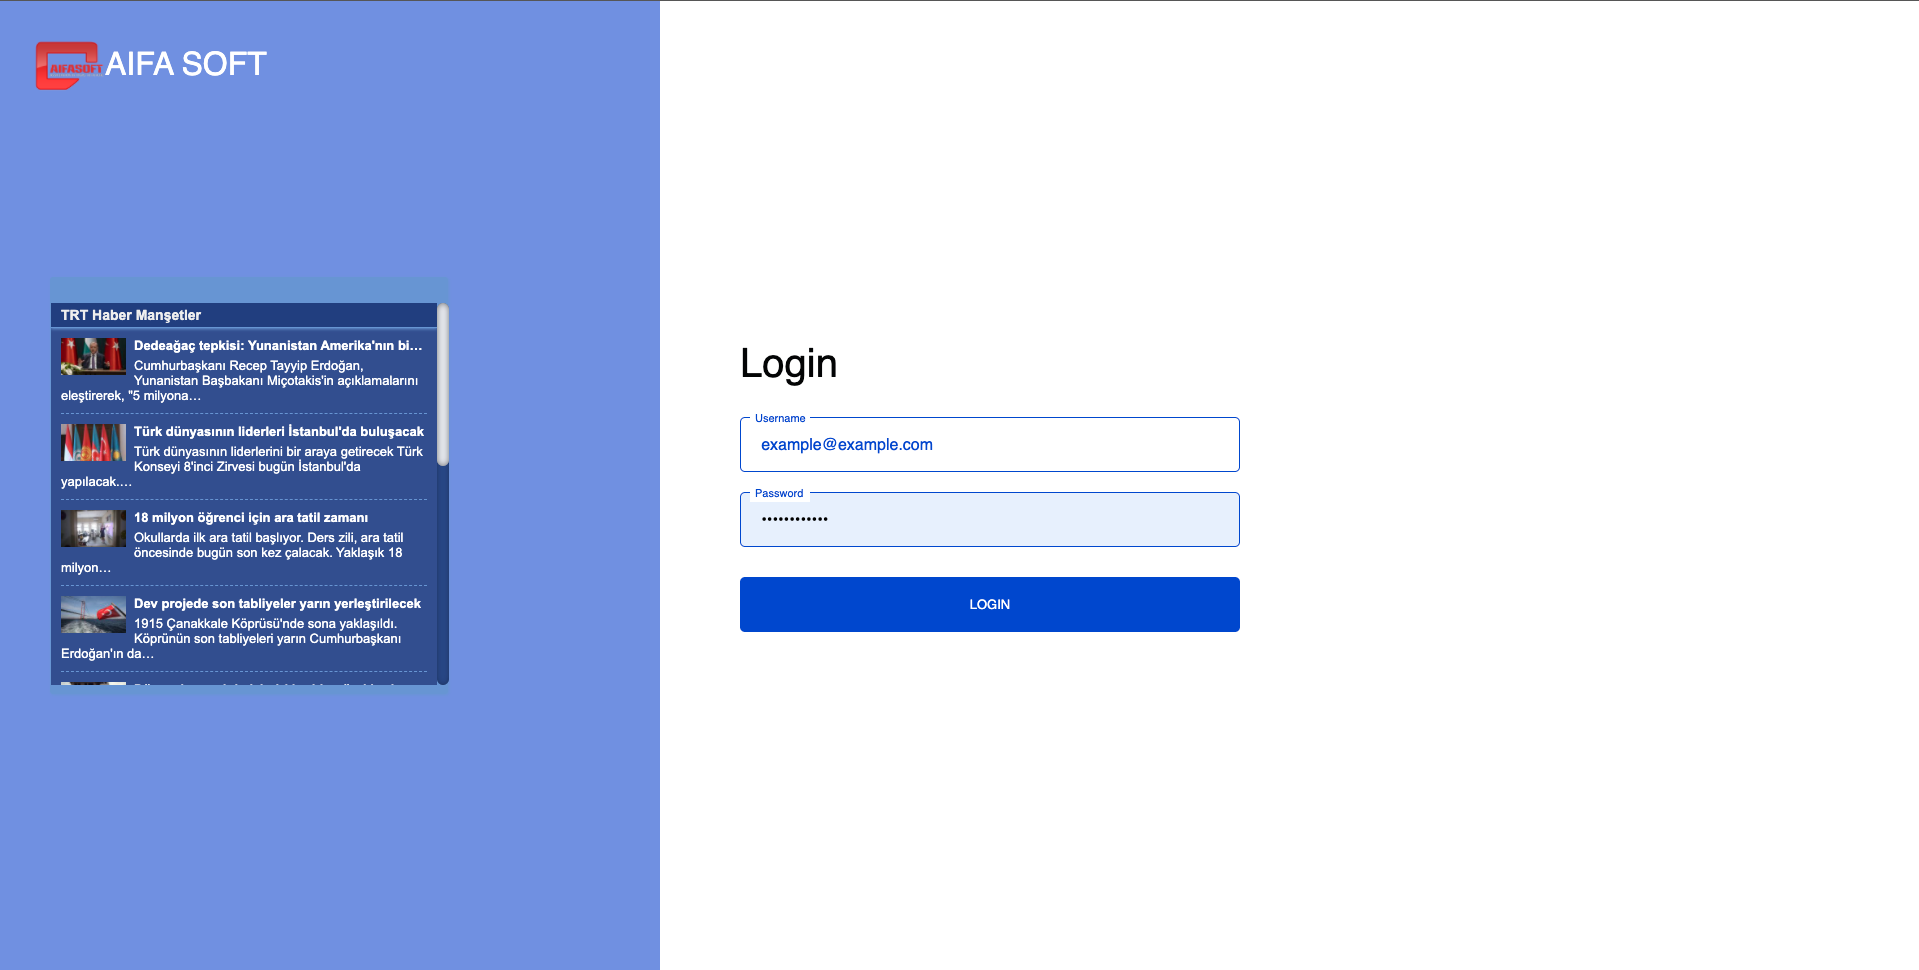 AIFASOFT
AIFA SOFT
TRT Haber Manşetler
Dedeağaç tepkisi: Yunanistan Amerika'nın bi...
Cumhurbaşkanı Recep Tayyip Erdoğan,
Yunanistan Başbakanı Miçotakis'in açıklamalarını
eleştirerek, "5 milyona...
Türk dünyasının liderleri İstanbul'da buluşacak
Türk dünyasının liderlerini bir araya getirecek Türk
Konseyi 8'inci Zirvesi bugün İstanbul'da
yapılacak....
18 milyon öğrenci için ara tatil zamanı
Okullarda ilk ara tatil başlıyor. Ders zili, ara tatil
öncesinde bugün son kez çalacak. Yaklaşık 18
milyon...
Dev projede son tabliyeler yarın yerleştirilecek
1915 Çanakkale Köprüsü'nde sona yaklaşıldı.
Köprünün son tabliyeleri yarın Cumhurbaşkanı
Erdoğan'ın da...
Login
Username
example@example.com
Password
••••••••••••
LOGIN